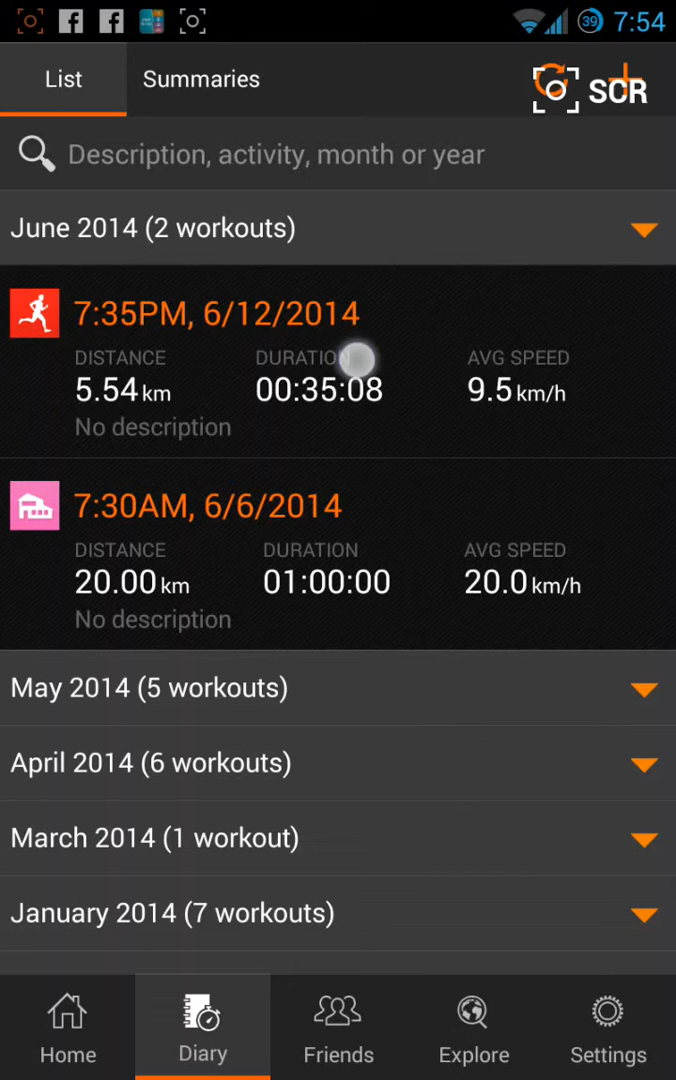 39 7:54
List Summaries SCR
Description, activity, month or year
June 2014 (2 workouts)
7:35PM, 6/12/2014
DISTANCE DURATION AVG SPEED
5.54 km 00:35:08 9.5 km/h
No description
7:30AM, 6/6/2014
DISTANCE DURATION AVG SPEED
20.00 km 01:00:00 20.0 km/h
No description
May 2014 (5 workouts)
April 2014 (6 workouts)
March 2014 (1 workout)
January 2014 (7 workouts)
Home Diary Friends Explore Settings